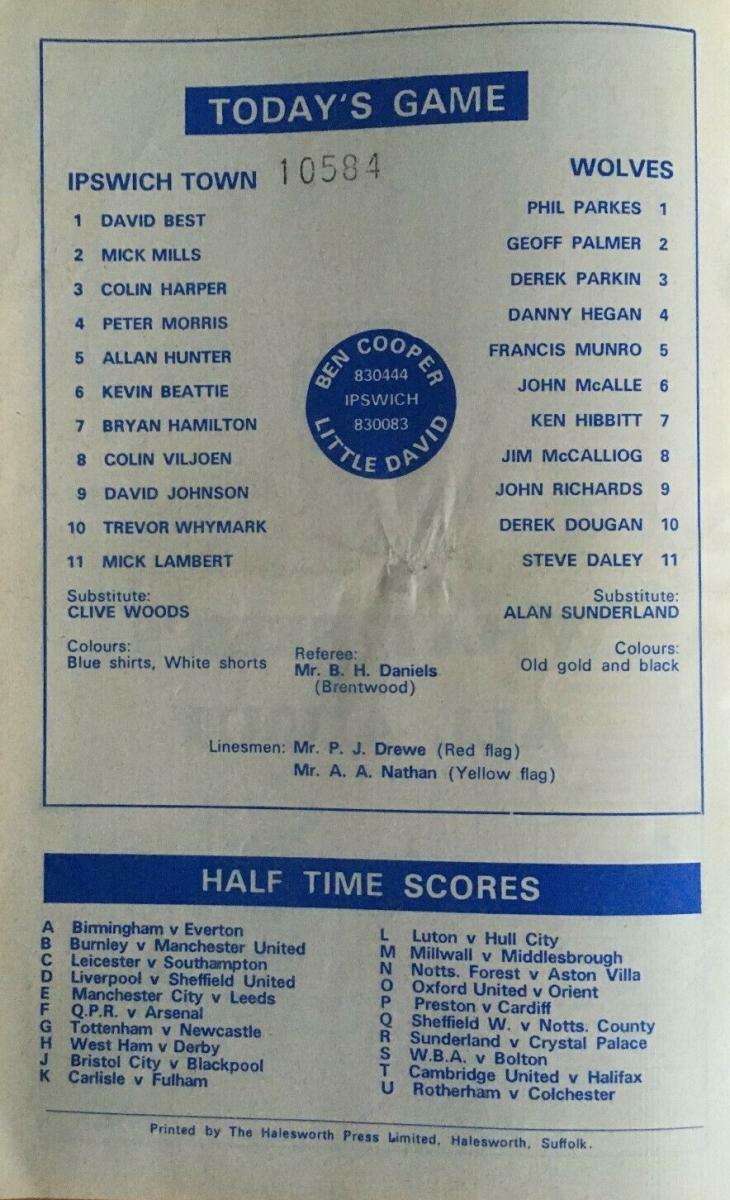 TODAY'S GAME
IPSWICH TOWN 10584
1 DAVID BEST
2 MICK MILLS
3 COLIN HARPER
4 PETER MORRIS
5 ALLAN HUNTER
6 KEVIN BEATTIE
7 BRYAN HAMILTON
8 COLIN VILJOEN
9 DAVID JOHNSON
10 TREVOR WHYMARK
11 MICK LAMBERT
Substitute:
CLIVE WOODS
Colours:
Blue shirts, White shorts
BEN COOPER
830444
IPSWICH
830083
LITTLE DAVID
WOLVES
PHIL PARKES 1
GEOFF PALMER 2
DEREK PARKIN 3
DANNY HEGAN 4
FRANCIS MUNRO 5
JOHN McALLE 6
KEN HIBBITT 7
JIM McCALLIOG 8
JOHN RICHARDS 9
DEREK DOUGAN 10
STEVE DALEY 11
Substitute:
ALAN SUNDERLAND
Colours:
Old gold and black
Referee:
Mr. B. H. Daniels
(Brentwood)
Linesmen: Mr. P. J. Drewe (Red flag)
Mr. A. A. Nathan (Yellow flag)
HALF TIME SCORES
A Birmingham v Everton
B Burnley v Manchester United
C Leicester v Southampton
D Liverpool v Sheffield United
E Manchester City v Leeds
F Q.P.R. v Arsenal
G Tottenham v Newcastle
H West Ham v Derby
J Bristol City v Blackpool
K Carlisle v Fulham
L Luton v Hull City
M Millwall v Middlesbrough
N Notts. Forest v Aston Villa
O Oxford United v Orient
P Preston v Cardiff
Q Sheffield W. v Notts. County
R Sunderland v Crystal Palace
S W.B.A. v Bolton
T Cambridge United v Halifax
U Rotherham v Colchester
Printed by The Halesworth Press Limited, Halesworth, Suffolk.